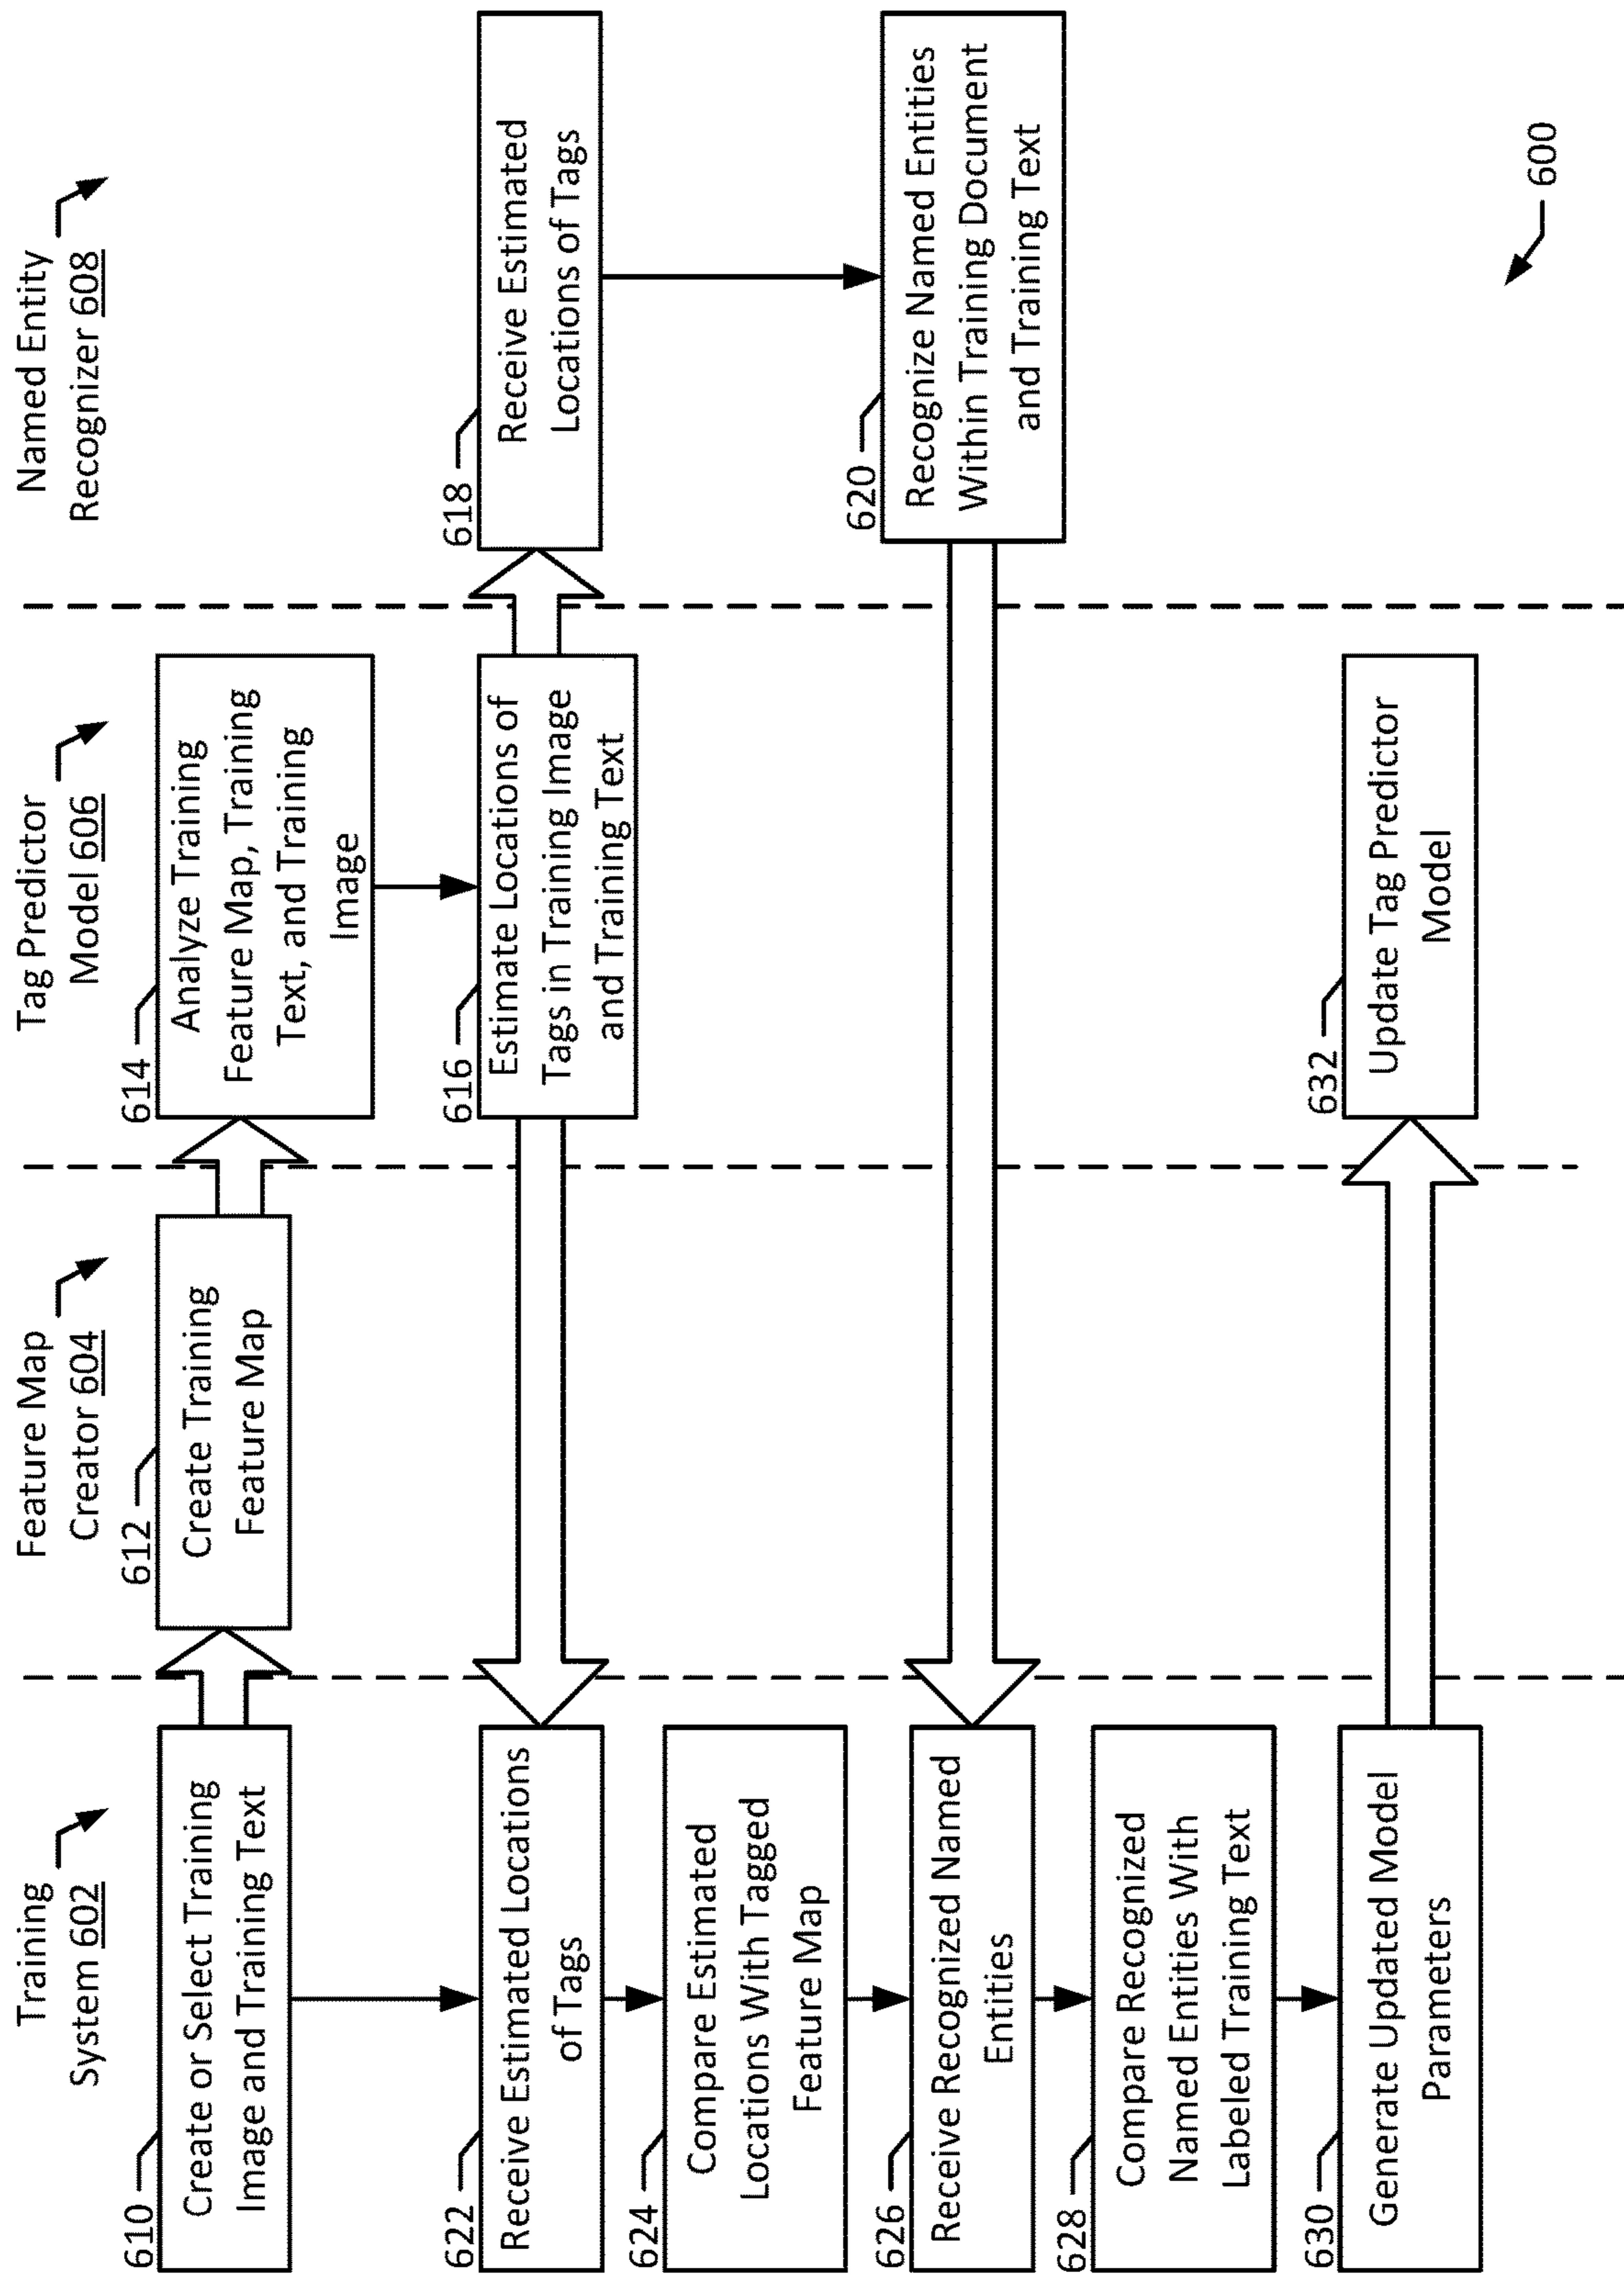 Training
System 602
Feature Map
Creator 604
Tag Predictor
Model 606
Named Entity
Recognizer 608
610
Create or Select Training
Image and Training Text
612
Create Training
Feature Map
614
Analyze Training
Feature Map, Training
Text, and Training
Image
616
Estimate Locations of
Tags in Training Image
and Training Text
618
Receive Estimated
Locations of Tags
622
Receive Estimated Locations
of Tags
624
Compare Estimated
Locations With Tagged
Feature Map
620
Recognize Named Entities
Within Training Document
and Training Text
626
Receive Recognized Named
Entities
628
Compare Recognized
Named Entities With
Labeled Training Text
630
Generate Updated Model
Parameters
632
Update Tag Predictor
Model
600